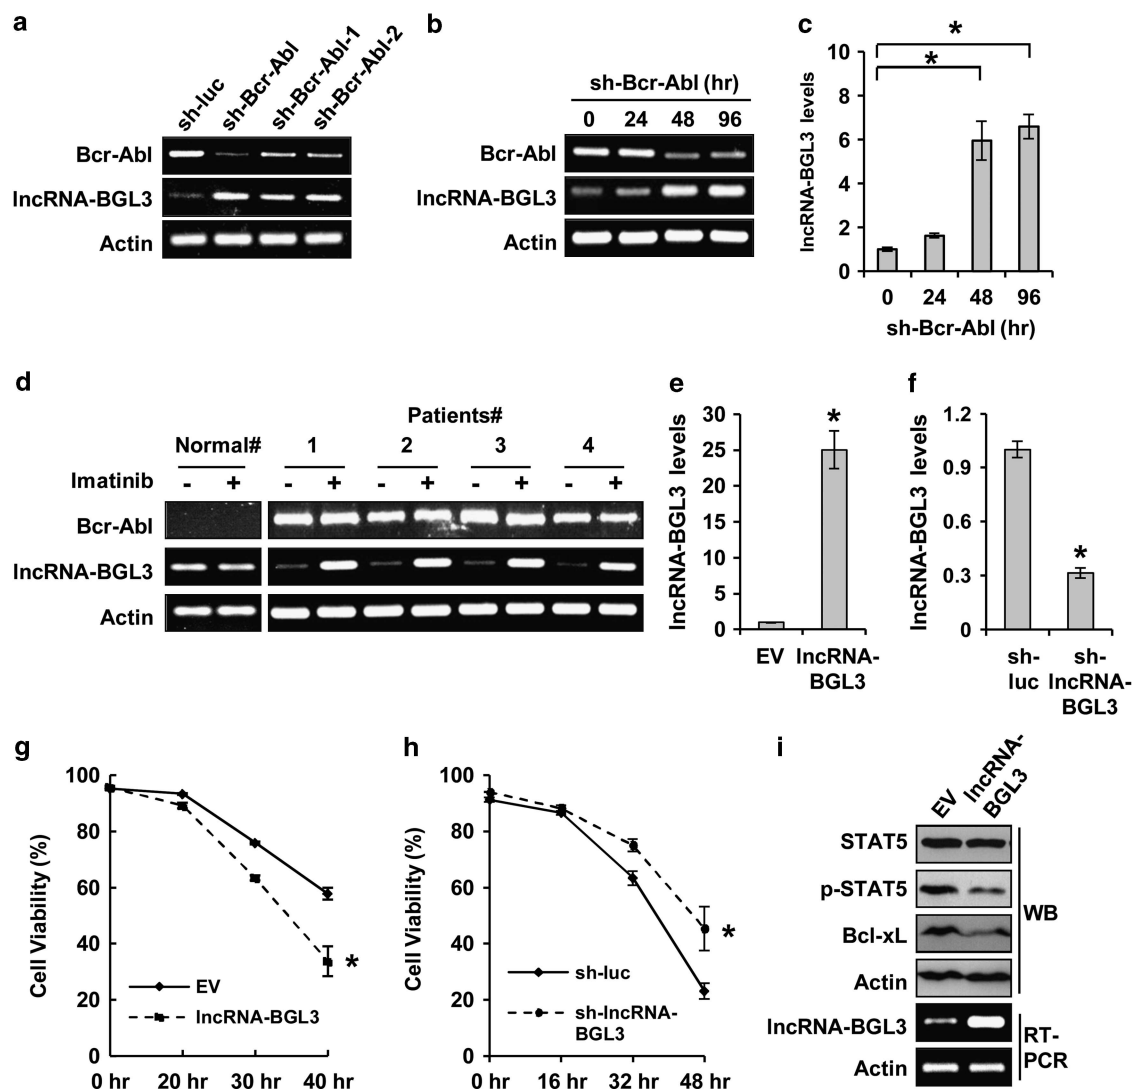 a
sh-luc
sh-Bcr-Abl
sh-Bcr-Abl-1
sh-Bcr-Abl-2
Bcr-Abl
lncRNA-BGL3
Actin
b
sh-Bcr-Abl (hr)
0 24 48 96
Bcr-Abl
lncRNA-BGL3
Actin
c
lncRNA-BGL3 levels
10
8
6
4
2
0
*
*
0 24 48 96
sh-Bcr-Abl (hr)
d
Patients#
Normal# 1 2 3 4
Imatinib - + - + - + - + - +
Bcr-Abl
lncRNA-BGL3
Actin
e
lncRNA-BGL3 levels
30
25
20
15
10
5
0
*
EV lncRNA-
BGL3
f
lncRNA-BGL3 levels
1.2
0.9
0.6
0.3
0
*
sh-
luc
sh-
lncRNA-
BGL3
g
Cell Viability (%)
100
80
60
40
20
0
*
EV
lncRNA-BGL3
0 hr 20 hr 30 hr 40 hr
h
Cell Viability (%)
100
80
60
40
20
0
*
sh-luc
sh-lncRNA-
BGL3
0 hr 16 hr 32 hr 48 hr
i
EV
lncRNA-
BGL3
STAT5
p-STAT5
Bcl-xL
Actin
WB
lncRNA-BGL3
Actin
RT-
PCR